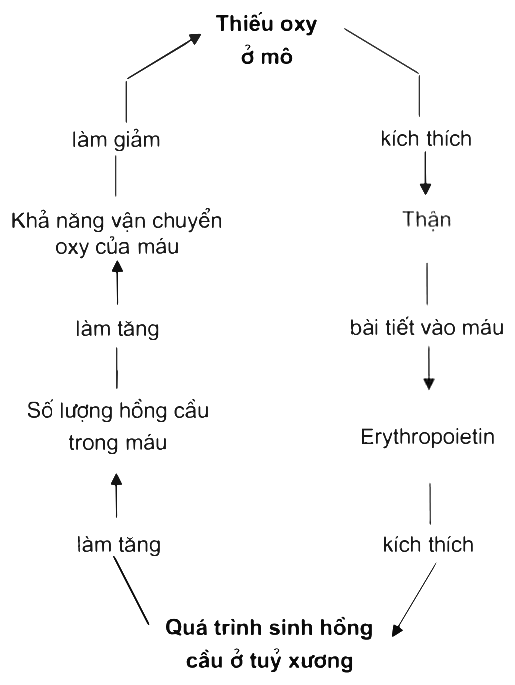 Thiếu oxy
ở mô
làm giảm
kích thích
Khả năng vận chuyển
oxy của máu
Thận
làm tăng
bài tiết vào máu
Số lượng hồng cầu
trong máu
Erythropoietin
làm tăng
kích thích
Quá trình sinh hồng
cầu ở tuỷ xương